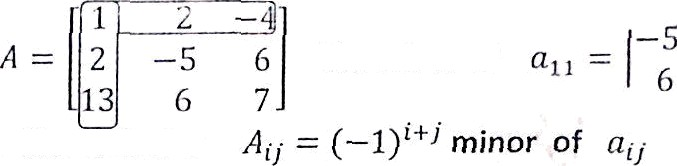 A = [1 2 −4
2 −5 6
13 6 7]
a₁₁ = |−5
6
Aᵢⱼ = (−1)ⁱ⁺ʲ minor of aᵢⱼ